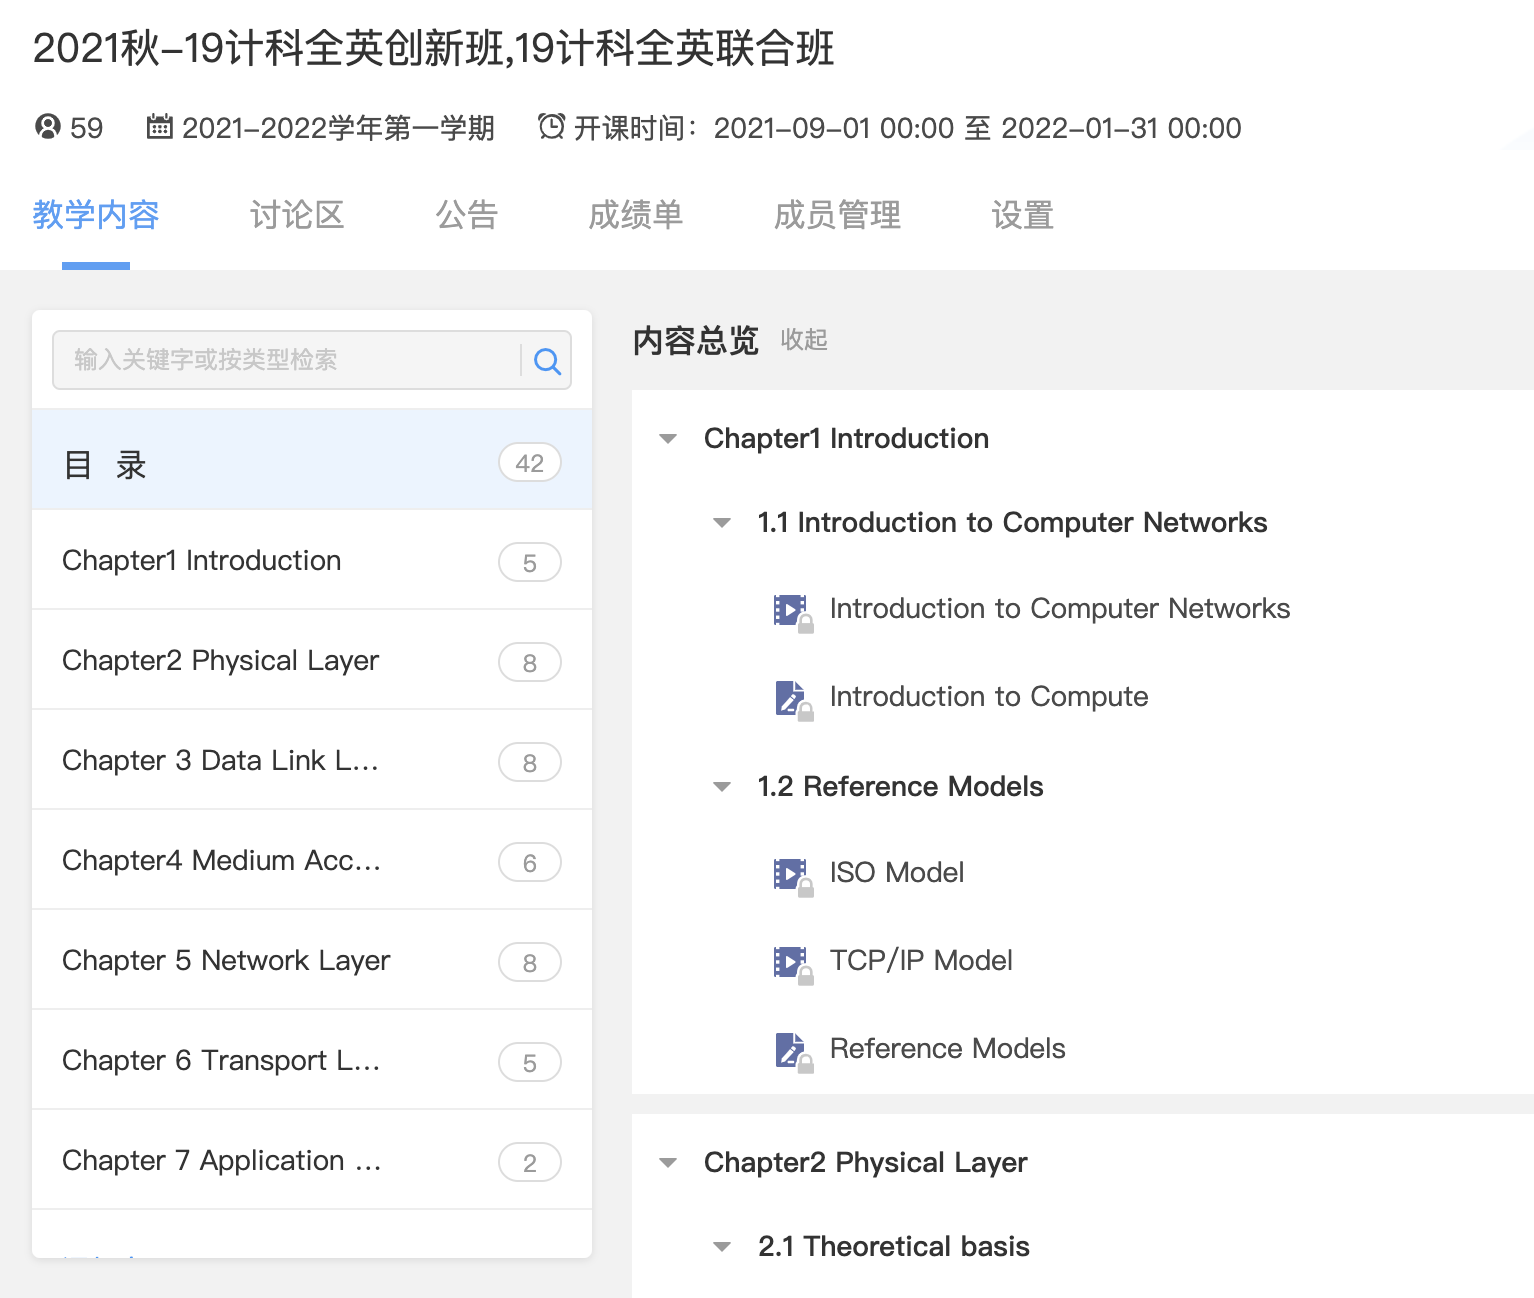 2021秋-19计科全英创新班,19计科全英联合班
59 2021-2022学年第一学期 开课时间：2021-09-01 00:00 至 2022-01-31 00:00
教学内容 讨论区 公告 成绩单 成员管理 设置
输入关键字或按类型检索
目 录 42
Chapter1 Introduction 5
Chapter2 Physical Layer 8
Chapter 3 Data Link L... 8
Chapter4 Medium Acc... 6
Chapter 5 Network Layer 8
Chapter 6 Transport L... 5
Chapter 7 Application ... 2
内容总览 收起
Chapter1 Introduction
1.1 Introduction to Computer Networks
Introduction to Computer Networks
Introduction to Compute
1.2 Reference Models
ISO Model
TCP/IP Model
Reference Models
Chapter2 Physical Layer
2.1 Theoretical basis